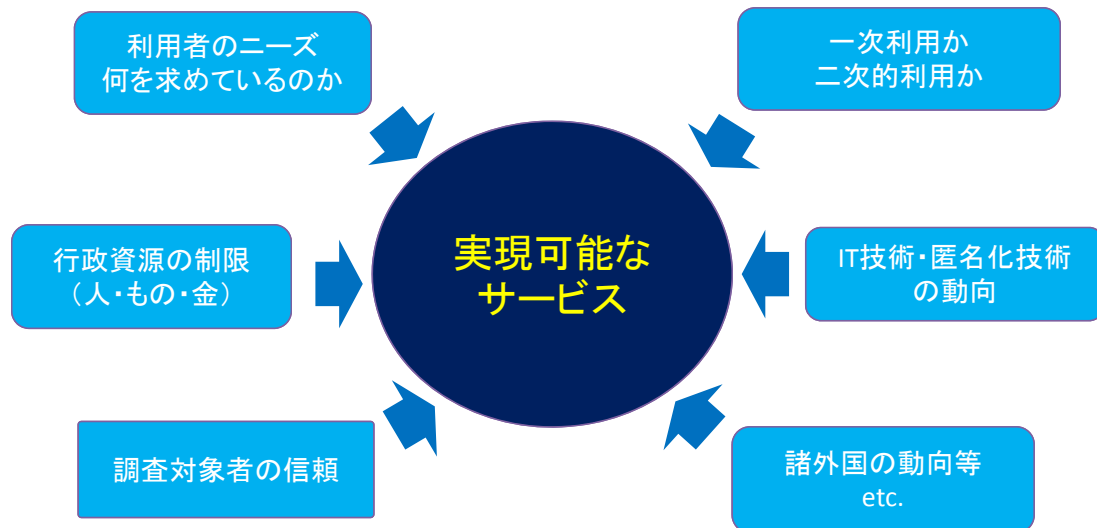 利用者のニーズ
何を求めているのか
一次利用か
二次的利用か
行政資源の制限
（人・もの・金）
実現可能な
サービス
IT技術・匿名化技術
の動向
調査対象者の信頼
諸外国の動向等
etc.